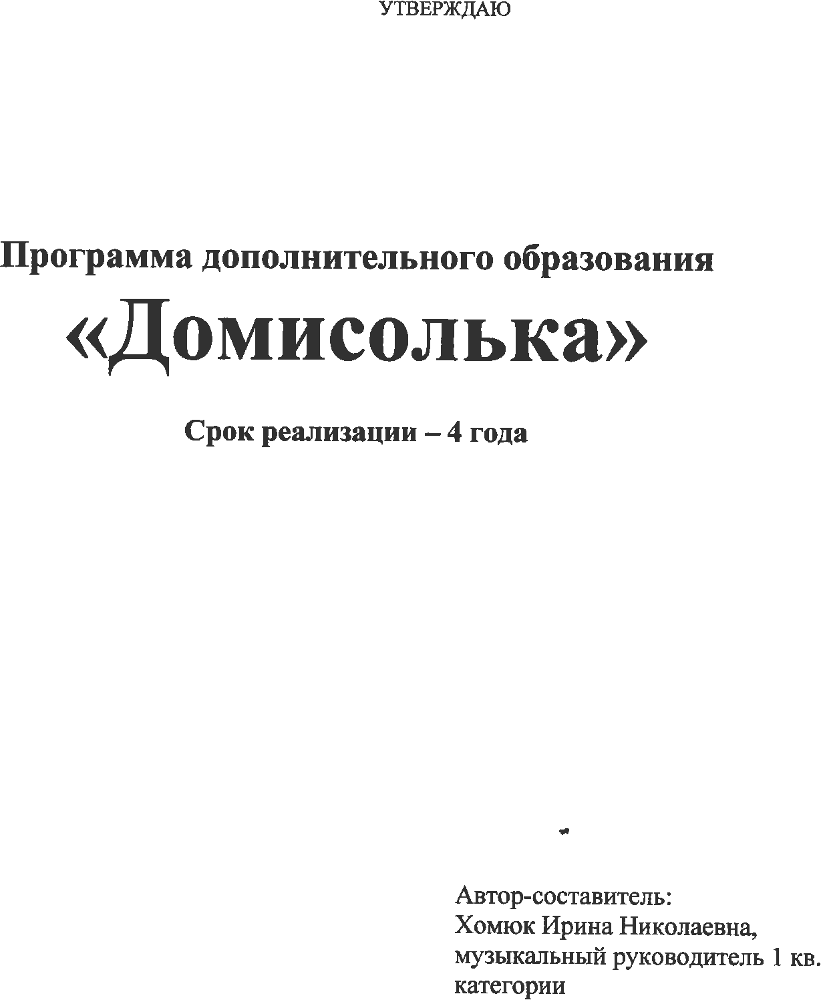 УТВЕРЖДАЮ
Программа дополнительного образования
«Домисолька»
Срок реализации – 4 года
Автор-составитель:
Хомюк Ирина Николаевна,
музыкальный руководитель 1 кв.
категории